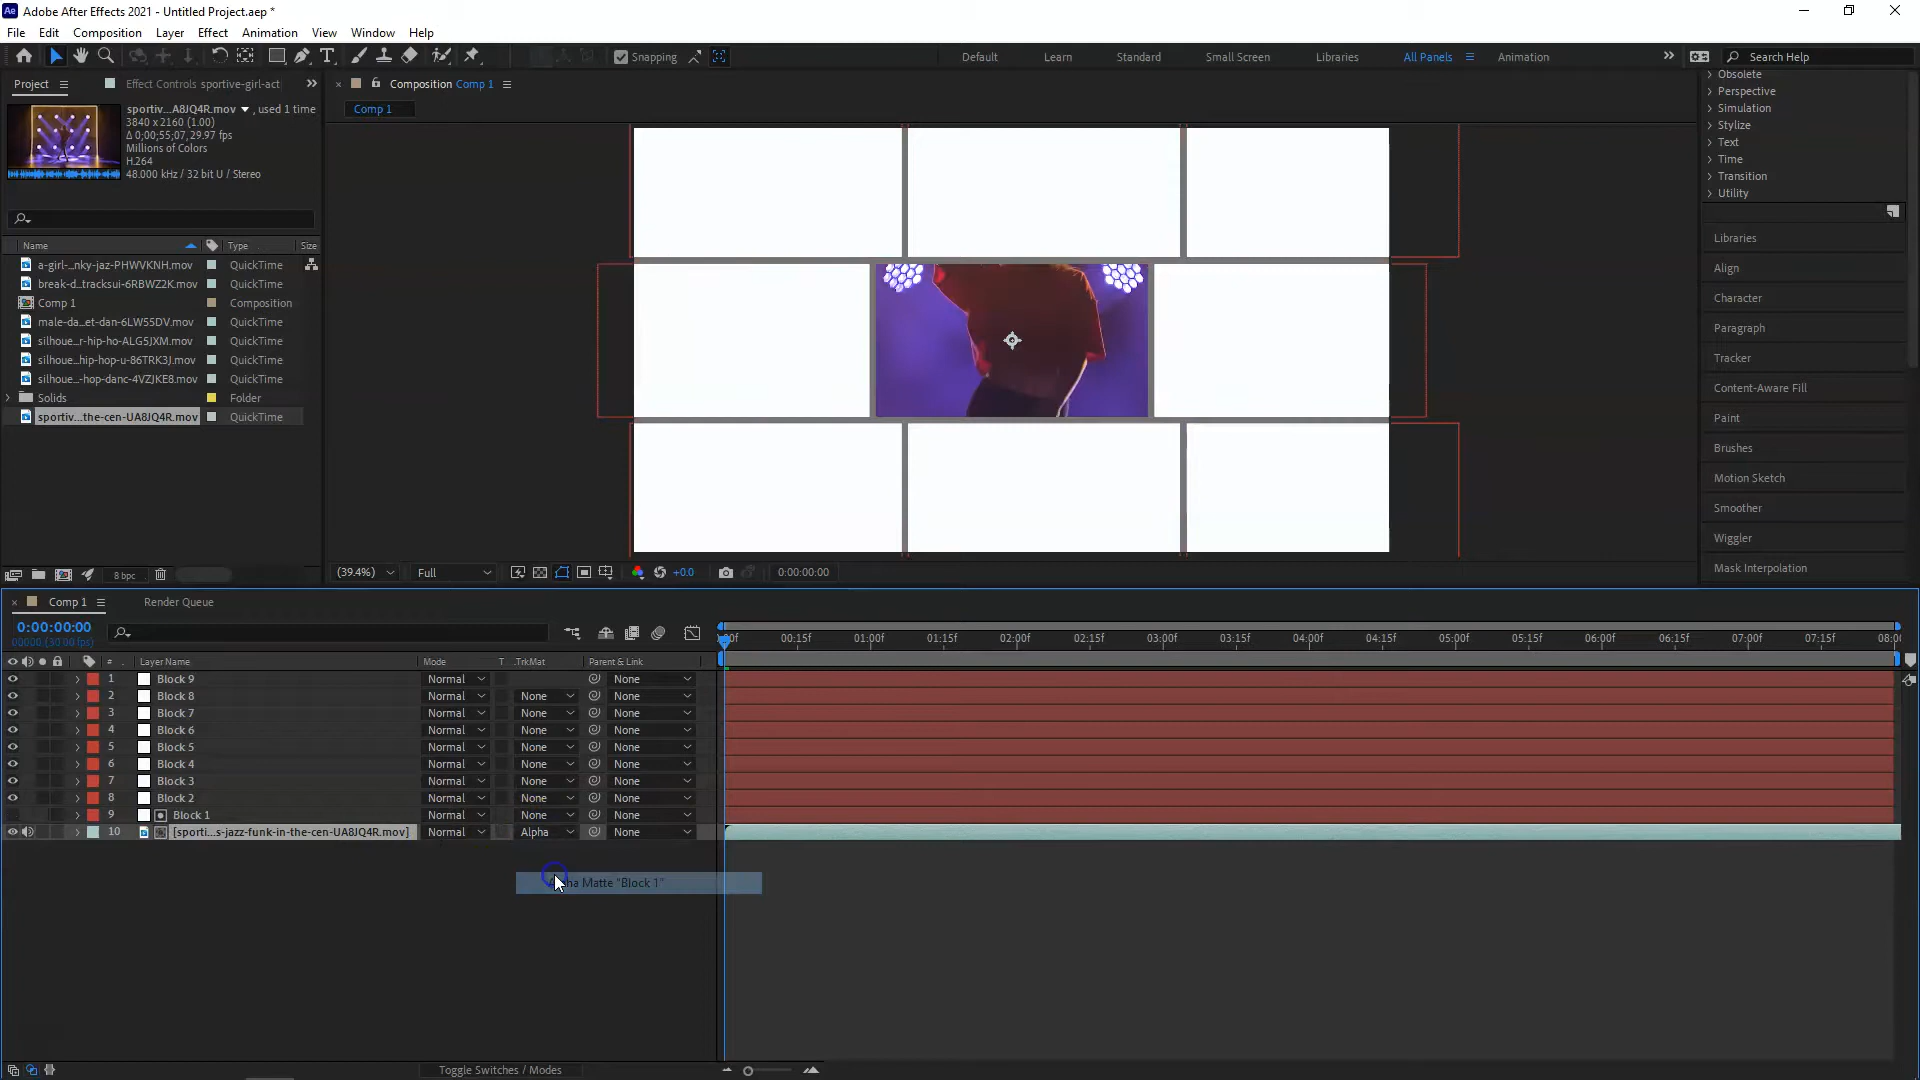 Adobe After Effects 2021 - Untitled Project.aep *
File Edit Composition Layer Effect Animation View Window Help
Snapping Default Learn Standard Small Screen Libraries All Panels Animation Search Help
Project Effect Controls sportive-girl-act
Composition Comp 1
Comp 1
sportiv...A8JQ4R.mov , used 1 time
3840 x 2160 (1.00)
Δ 0;00;55;07, 29.97 fps
Millions of Colors
H.264
48.000 kHz / 32 bit U / Stereo
Name Type Size
a-girl-...nky-jaz-PHWVKNH.mov QuickTime
break-d...tracksui-6RBWZ2K.mov QuickTime
Comp 1 Composition
male-da...et-dan-6LW55DV.mov QuickTime
silhoue...r-hip-ho-ALG5JXM.mov QuickTime
silhoue...hip-hop-u-86TRK3J.mov QuickTime
silhoue...-hop-danc-4VZJKE8.mov QuickTime
Solids Folder
sportiv...the-cen-UA8JQ4R.mov QuickTime
8 bpc
(39.4%) Full +0.0 0:00:00:00
Obsolete
Perspective
Simulation
Stylize
Text
Time
Transition
Utility
Libraries
Align
Character
Paragraph
Tracker
Content-Aware Fill
Paint
Brushes
Motion Sketch
Smoother
Wiggler
Mask Interpolation
Comp 1 Render Queue
0:00:00:00
00000 (30.00 fps)
:00f 00:15f 01:00f 01:15f 02:00f 02:15f 03:00f 03:15f 04:00f 04:15f 05:00f 05:15f 06:00f 06:15f 07:00f 07:15f 08:0
# Layer Name Mode T .TrkMat Parent & Link
1 Block 9 Normal None
2 Block 8 Normal None None
3 Block 7 Normal None None
4 Block 6 Normal None None
5 Block 5 Normal None None
6 Block 4 Normal None None
7 Block 3 Normal None None
8 Block 2 Normal None None
9 Block 1 Normal None None
10 [sporti...s-jazz-funk-in-the-cen-UA8JQ4R.mov] Normal Alpha None
Matte "Block 1"
Toggle Switches / Modes